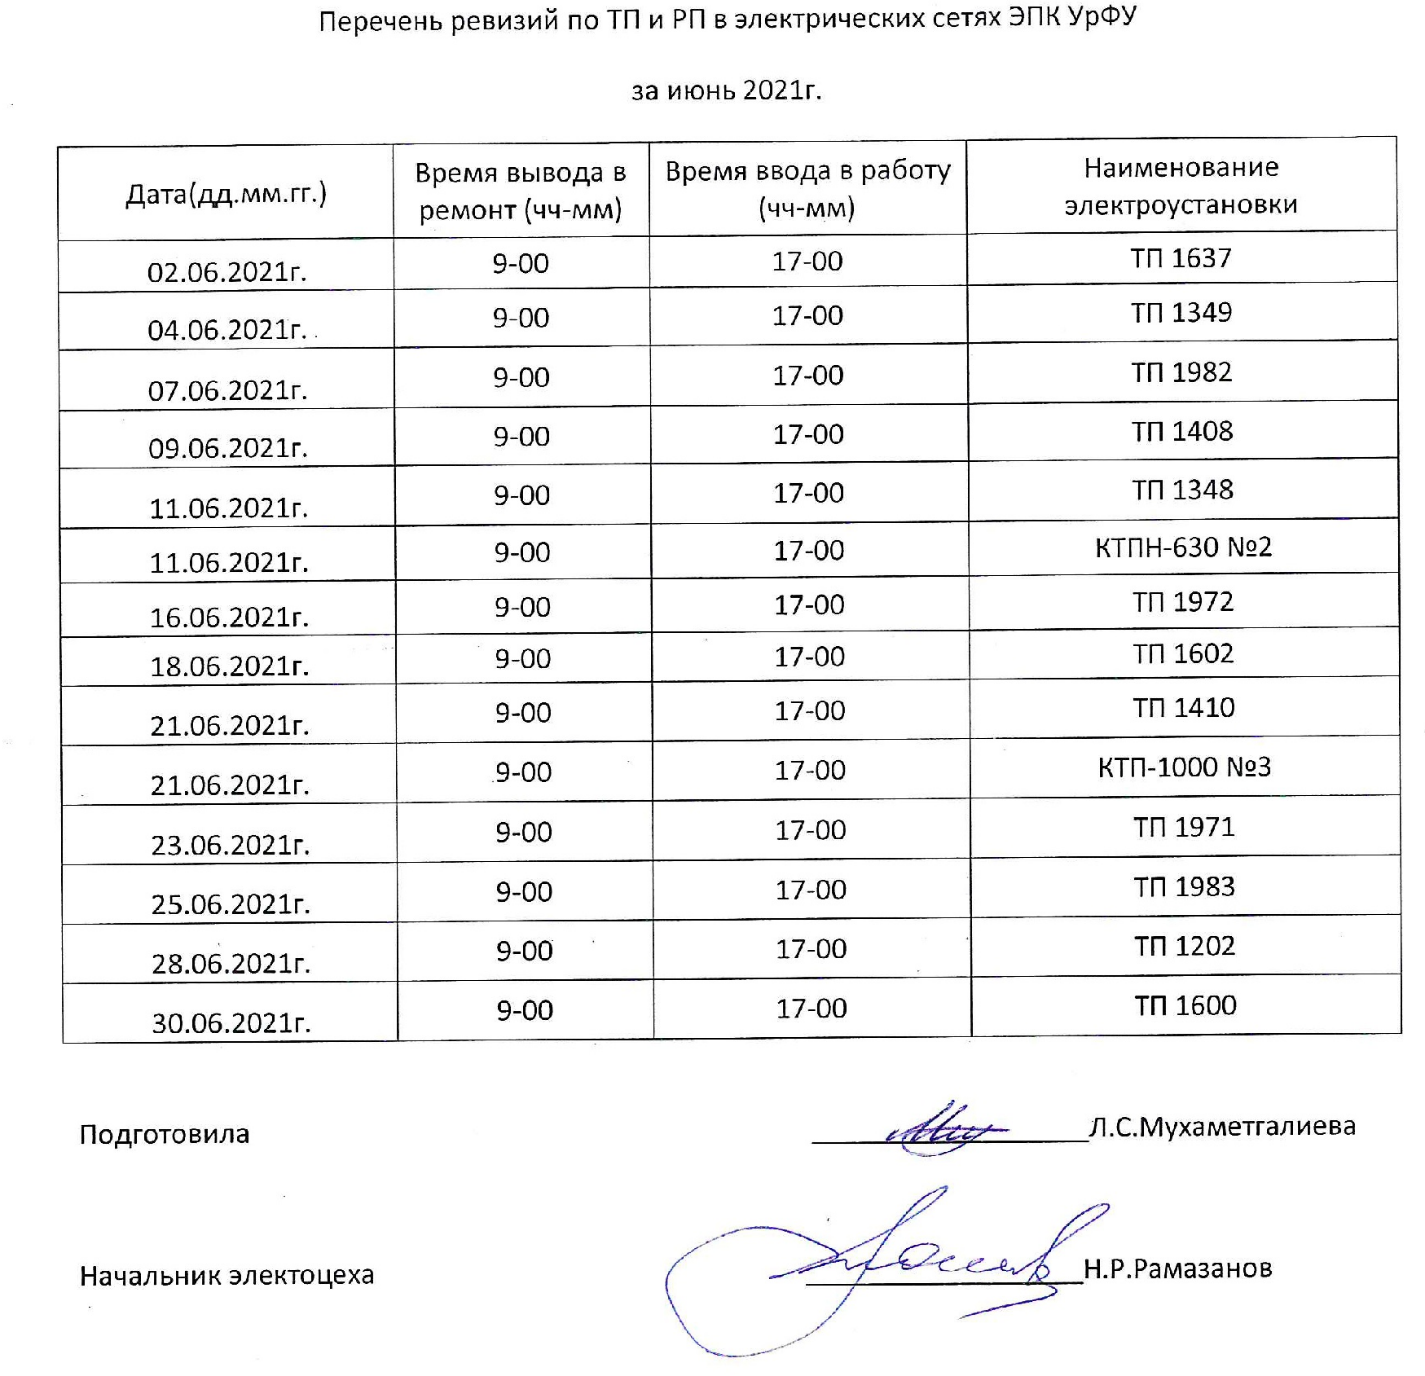 Перечень ревизий по ТП и РП в электрических сетях ЭПК УрФУ
за июнь 2021г.
Дата(дд.мм.гг.) Время вывода в ремонт (чч-мм) Время ввода в работу (чч-мм) Наименование электроустановки
02.06.2021г. 9-00 17-00 ТП 1637
04.06.2021г. 9-00 17-00 ТП 1349
07.06.2021г. 9-00 17-00 ТП 1982
09.06.2021г. 9-00 17-00 ТП 1408
11.06.2021г. 9-00 17-00 ТП 1348
11.06.2021г. 9-00 17-00 КТПН-630 №2
16.06.2021г. 9-00 17-00 ТП 1972
18.06.2021г. 9-00 17-00 ТП 1602
21.06.2021г. 9-00 17-00 ТП 1410
21.06.2021г. 9-00 17-00 КТП-1000 №3
23.06.2021г. 9-00 17-00 ТП 1971
25.06.2021г. 9-00 17-00 ТП 1983
28.06.2021г. 9-00 17-00 ТП 1202
30.06.2021г. 9-00 17-00 ТП 1600
Подготовила Л.С.Мухаметгалиева
Начальник электоцеха Н.Р.Рамазанов